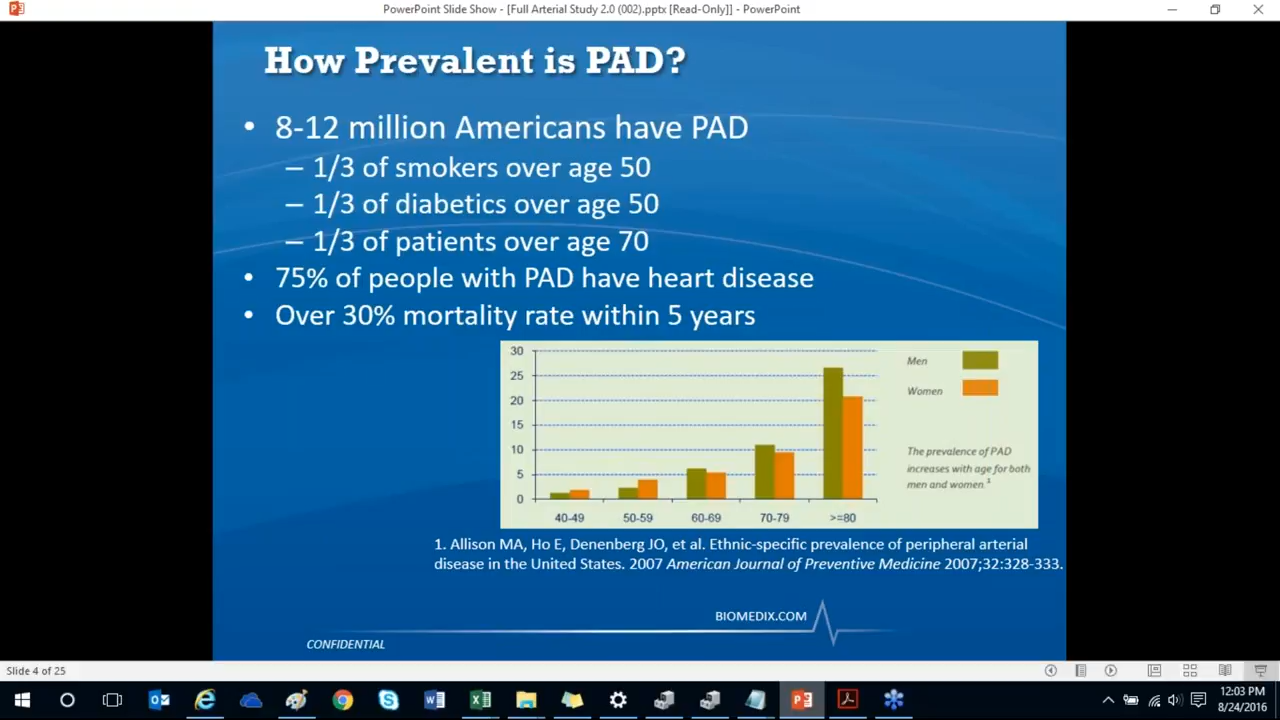 PowerPoint Slide Show - [Full Arterial Study 2.0 (002).pptx [Read-Only]] - PowerPoint
How Prevalent is PAD?
• 8-12 million Americans have PAD
– 1/3 of smokers over age 50
– 1/3 of diabetics over age 50
– 1/3 of patients over age 70
• 75% of people with PAD have heart disease
• Over 30% mortality rate within 5 years
30
25
20
15
10
5
0
40-49 50-59 60-69 70-79 >=80
Men
Women
The prevalence of PAD
increases with age for both
men and women.1
1. Allison MA, Ho E, Denenberg JO, et al. Ethnic-specific prevalence of peripheral arterial
disease in the United States. 2007 American Journal of Preventive Medicine 2007;32:328-333.
BIOMEDIX.COM
CONFIDENTIAL
Slide 4 of 25
12:03 PM
8/24/2016